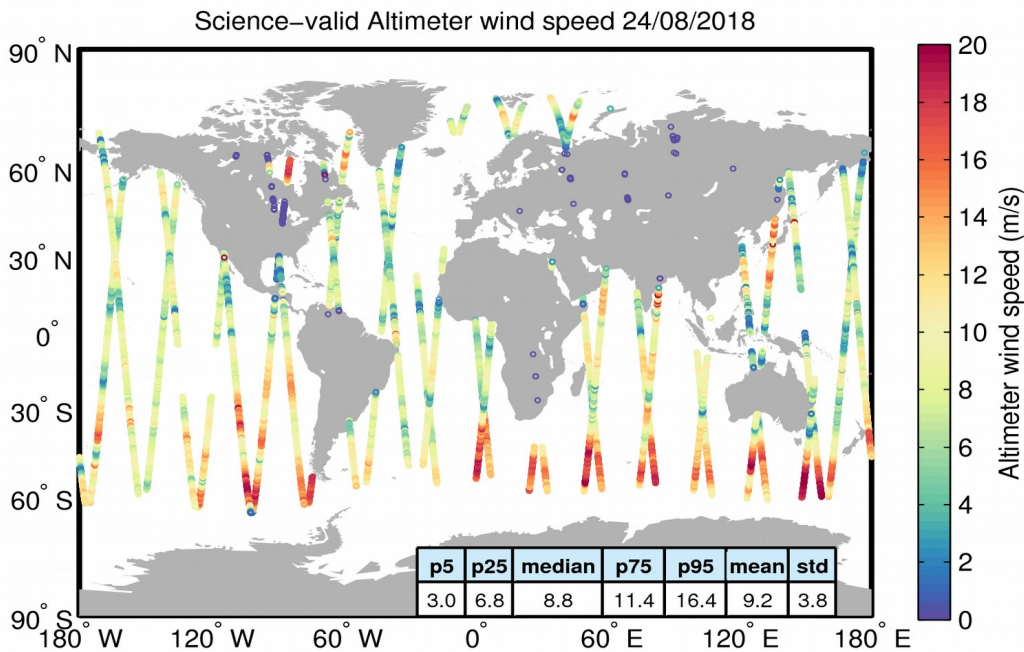 Science−valid Altimeter wind speed 24/08/2018
90° N
60° N
30° N
0°
30° S
60° S
90° S
180° W
120° W
60° W
0°
60° E
120° E
180° E
p5 p25 median p75 p95 mean std
3.0 6.8 8.8 11.4 16.4 9.2 3.8
20
18
16
14
12
10
8
6
4
2
0
Altimeter wind speed (m/s)